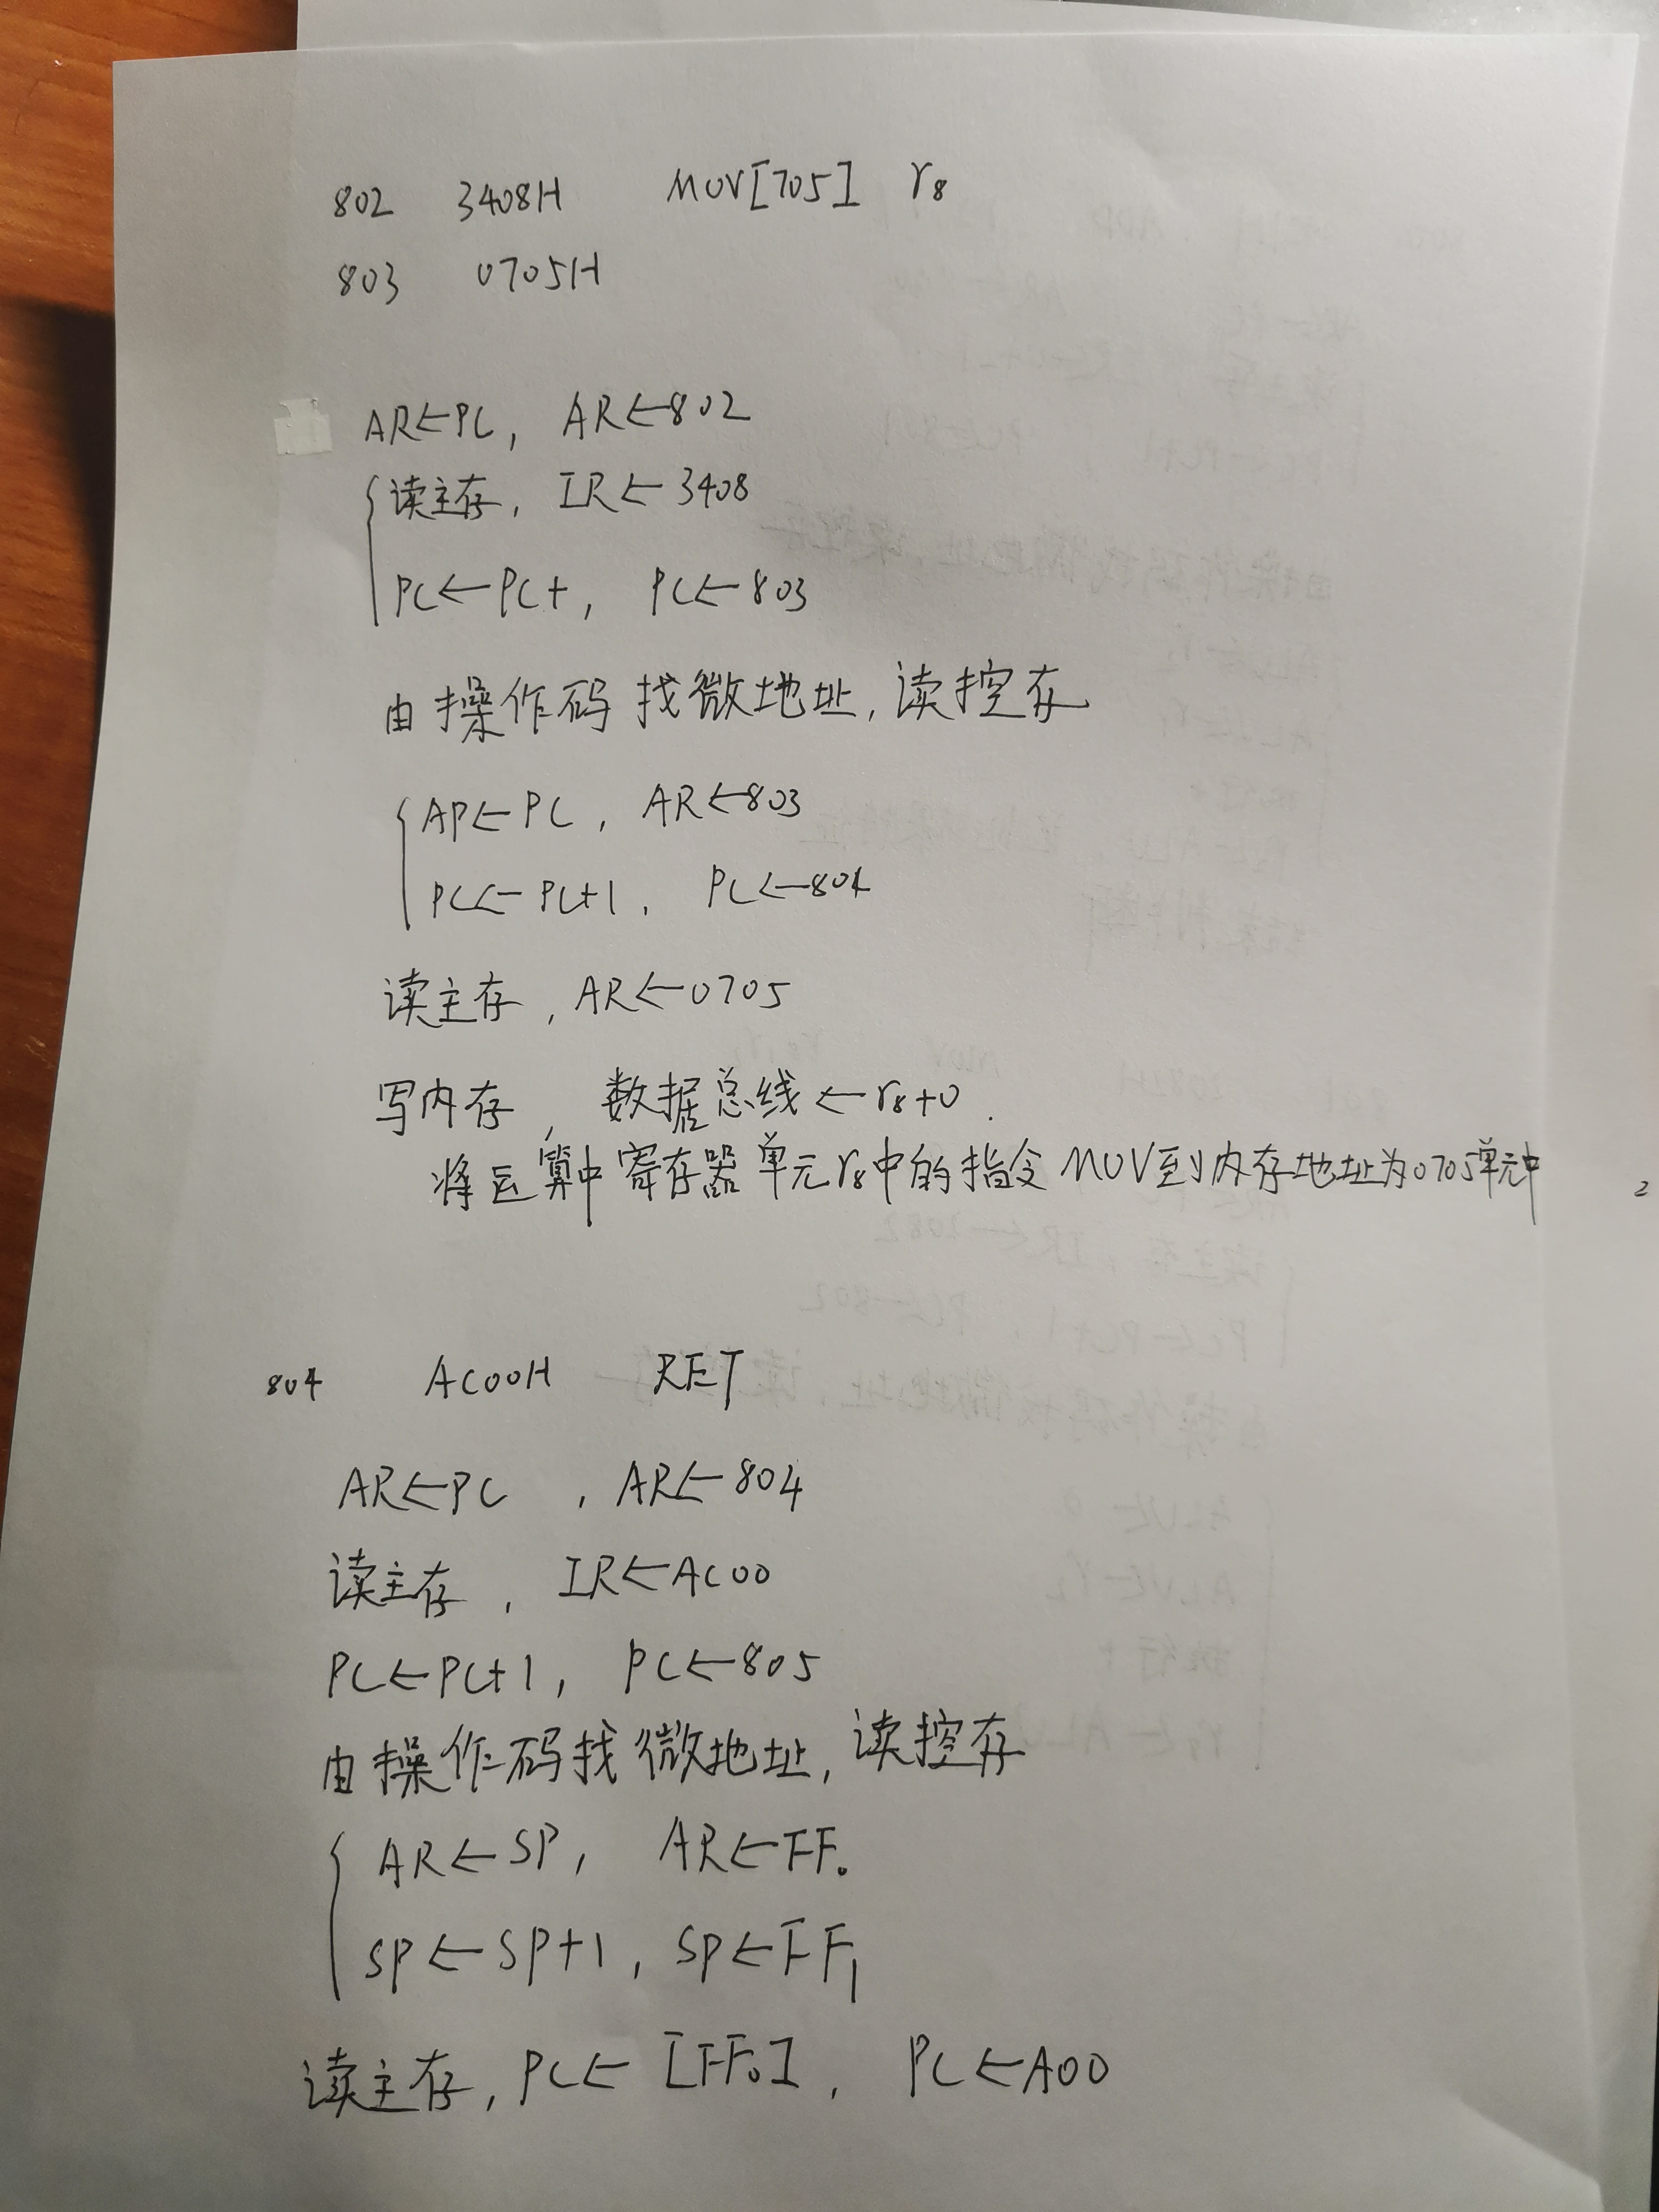 802 3408H MOV[705] r8
803 0705H
AR←PC, AR←802
读主存, IR←3408
PC←PC+, PC←803
由操作码找微地址,读控存
AP←PC, AR←803
PC←PC+1, PC←804
读主存,AR←0705
写内存,数据总线←r8+0.
将运算中寄存器单元r8中的指令MOV到内存地址为0705单元中
2
804 AC00H RET
AR←PC,AR←804
读主存,IR←AC00
PC←PC+1, PC←805
由操作码找微地址,读控存
AR←SP, AR←FF0
SP←SP+1, SP←FF1
读主存,PC←[FF0], PC←A00